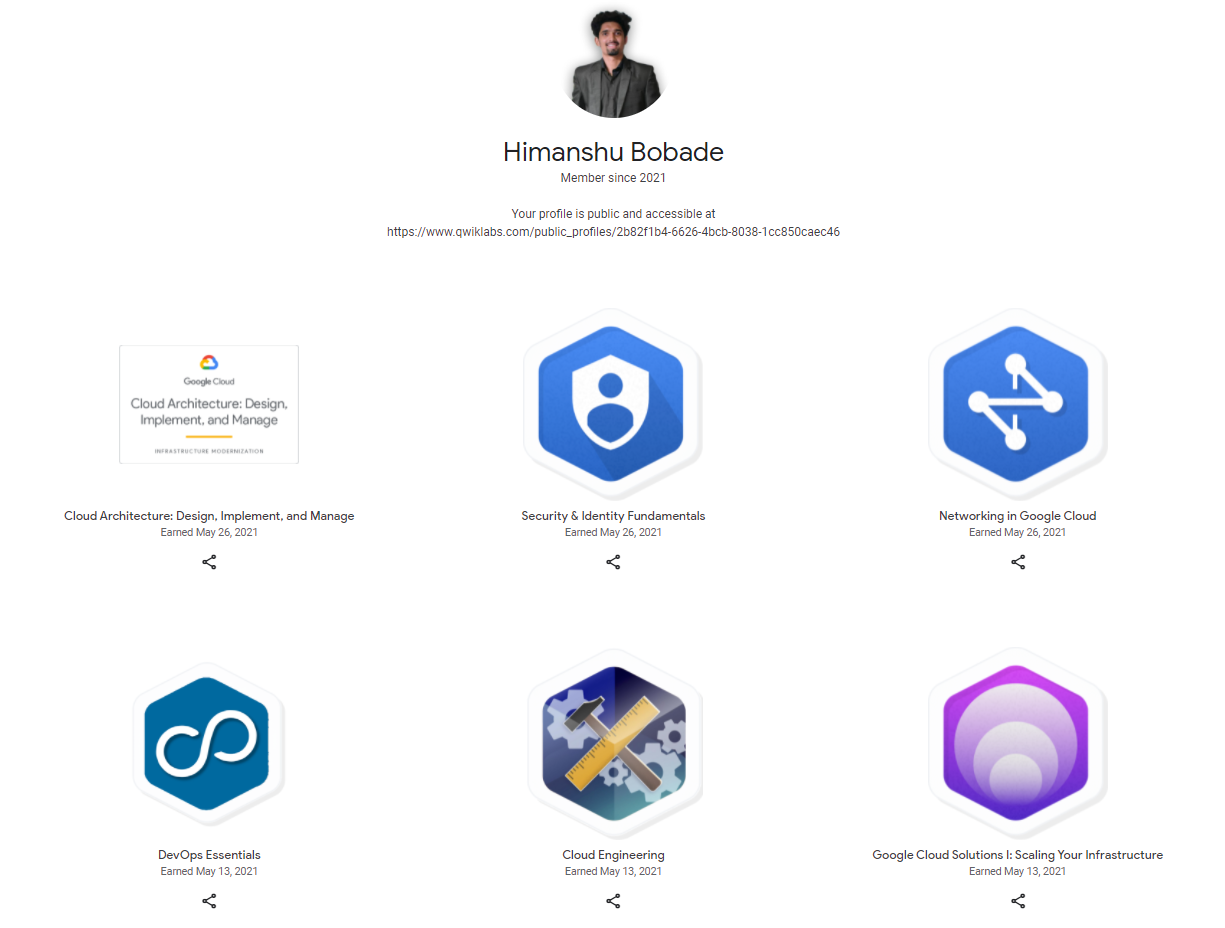 Himanshu Bobade
Member since 2021
Your profile is public and accessible at
https://www.qwiklabs.com/public_profiles/2b82f1b4-6626-4bcb-8038-1cc850caec46
Google Cloud
Cloud Architecture: Design,
Implement, and Manage
INFRASTRUCTURE MODERNIZATION
Cloud Architecture: Design, Implement, and Manage
Earned May 26, 2021
Security & Identity Fundamentals
Earned May 26, 2021
Networking in Google Cloud
Earned May 26, 2021
DevOps Essentials
Earned May 13, 2021
Cloud Engineering
Earned May 13, 2021
Google Cloud Solutions I: Scaling Your Infrastructure
Earned May 13, 2021